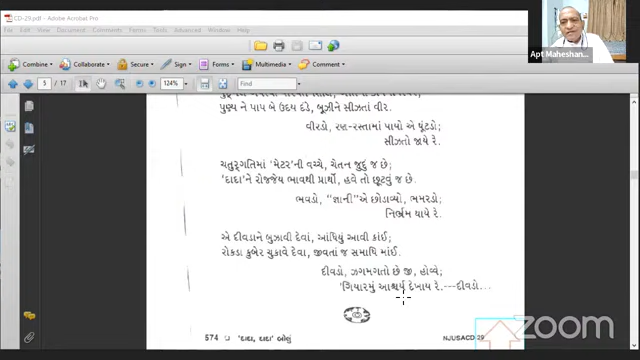 CD-29.pdf - Adobe Acrobat Pro
File Edit View Document Comments Forms Tools Advanced Window Help
Combine Collaborate Secure Sign Forms Multimedia Comment
5 / 17 124% Find
Apt Maheshan...
પુણ્ય ને પાપ બે ઉદય દંડે, બુઝીને સીઝતાં વીર.
વીરડો, રણ-રસ્તામાં પાયો એ ઘૂંટડો;
સીઝતો જાયે રે.
ચતુર્ગતિમાં 'મેટર'ની વચ્ચે, ચેતન જુદું જ છે;
'દાદા'ને રોજ્જેય ભાવથી પ્રાર્થો, હવે તો છૂટવું જ છે.
ભવડો, "જ્ઞાની"એ છોડાવ્યો, ભમરડો;
નિર્ભ્રમ થાયે રે.
એ દીવડાને બુઝાવી દેવાં, આંધિયું આવી કાંઈ;
રોકડા કુબેર ચુકાવે દેવા, જીવતાં જ સમાધિ માંઈ.
દીવડો, ઝગમગતો છે જી, હોવ્વે;
'ગિયારમું આશ્ચર્ય દેખાય રે.---દીવડો...
574 'દાદા, દાદા' બોલું
NJUSACD-29
zoom